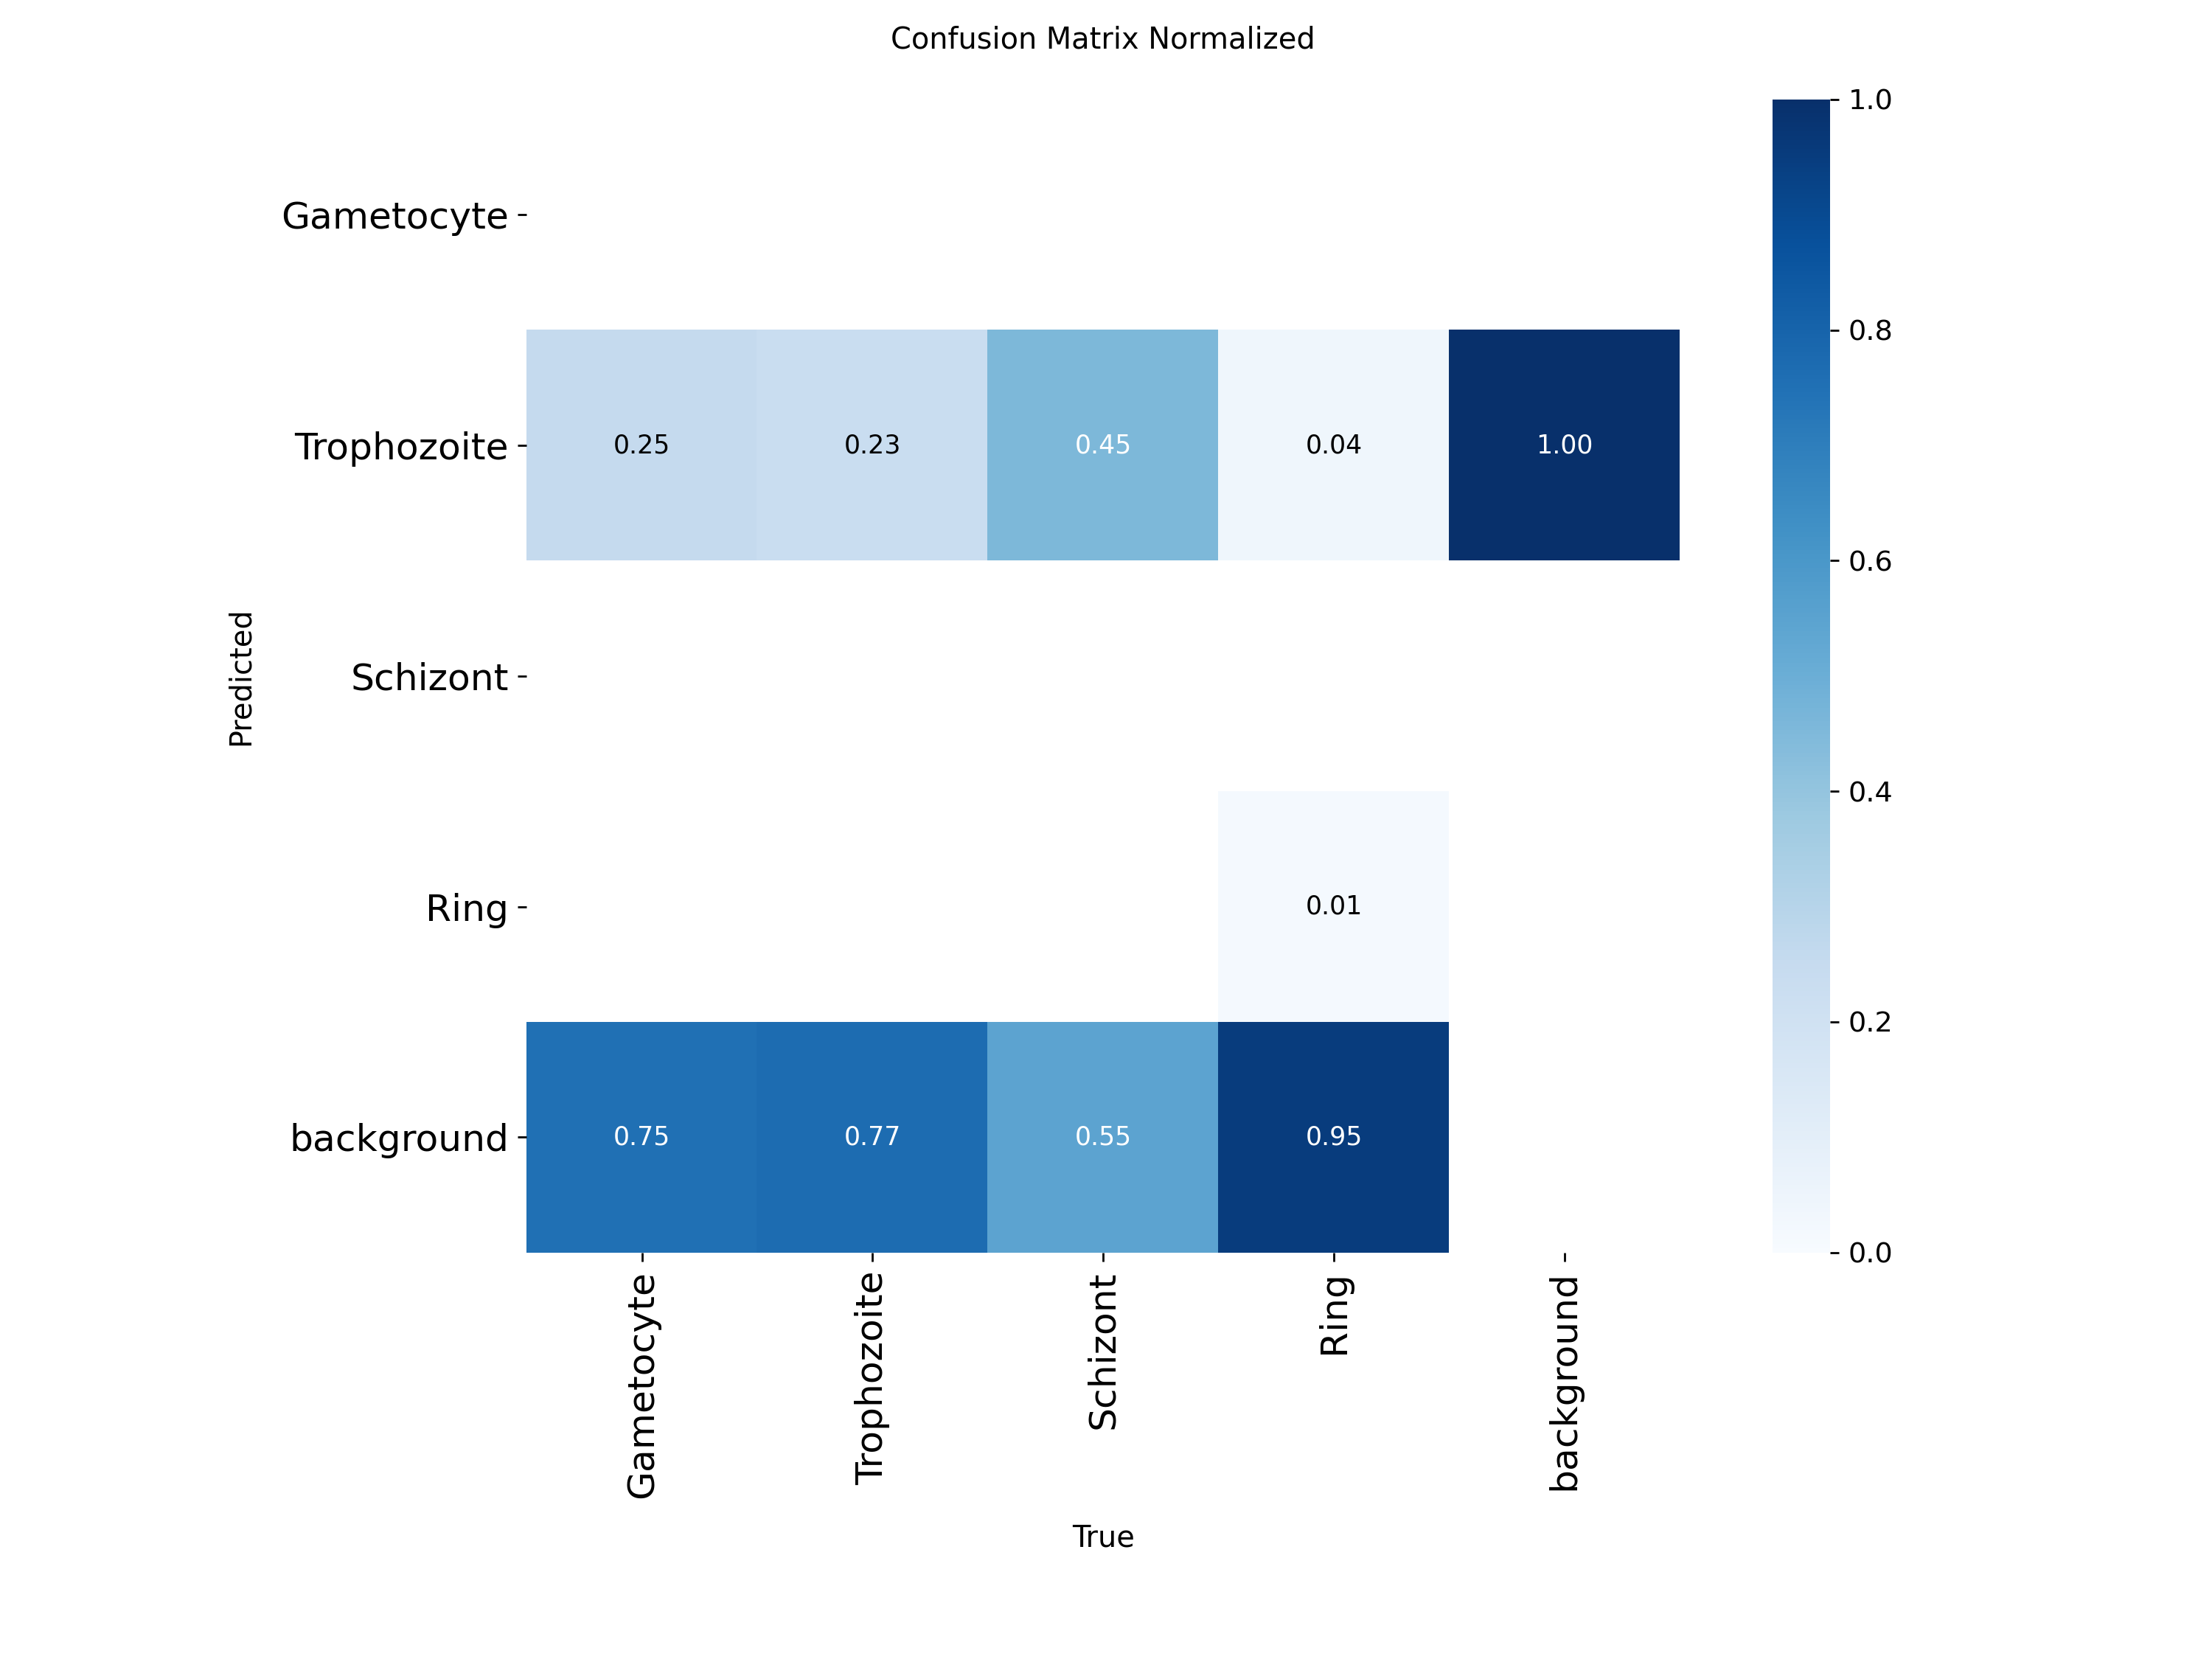 Confusion Matrix Normalized
Predicted
Gametocyte
Trophozoite 0.25 0.23 0.45 0.04 1.00
Schizont
Ring 0.01
background 0.75 0.77 0.55 0.95
Gametocyte Trophozoite Schizont Ring background
True
1.0
0.8
0.6
0.4
0.2
0.0